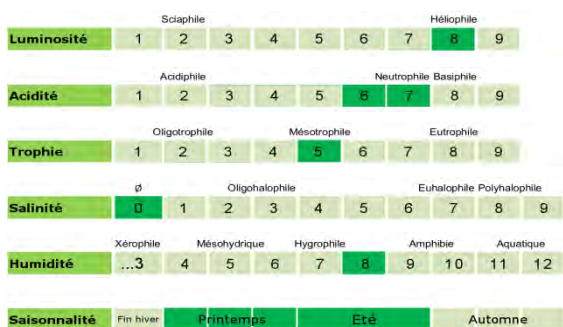 Sciaphile Héliophile
Luminosité 1 2 3 4 5 6 7 8 9
Acidiphile Neutrophile Basiphile
Acidité 1 2 3 4 5 6 7 8 9
Oligotrophile Mésotrophile Eutrophile
Trophie 1 2 3 4 5 6 7 8 9
Ø Oligohalophile Euhalophile Polyhalophile
Salinité 0 1 2 3 4 5 6 7 8 9
Xérophile Mésohydrique Hygrophile Amphibie Aquatique
Humidité ...3 4 5 6 7 8 9 10 11 12
Saisonnalité Fin hiver Printemps Eté Automne